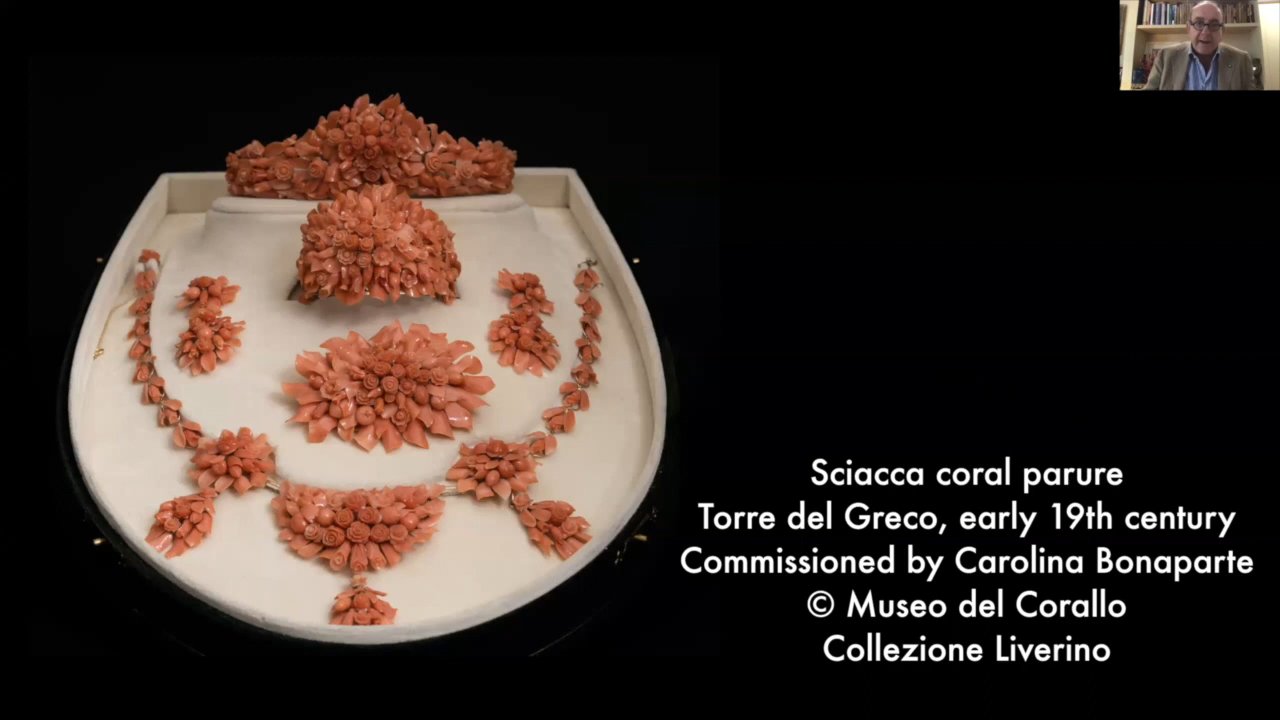 Sciacca coral parure
Torre del Greco, early 19th century
Commissioned by Carolina Bonaparte
© Museo del Corallo
Collezione Liverino